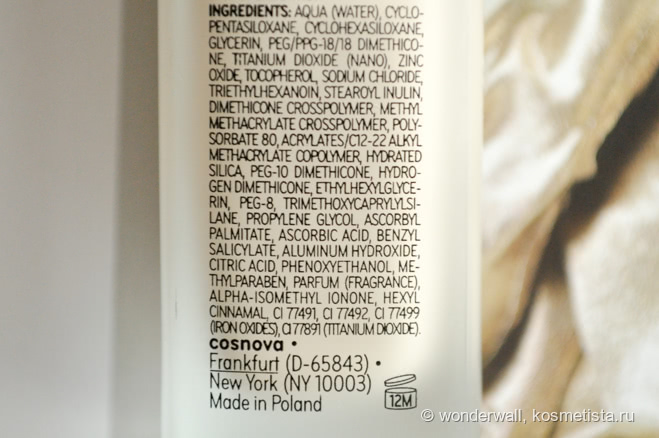 INGREDIENTS: AQUA (WATER), CYCLO-
PENTASILOXANE, CYCLOHEXASILOXANE,
GLYCERIN, PEG/PPG-18/18 DIMETHICO-
NE, TITANIUM DIOXIDE (NANO), ZINC
OXIDE, TOCOPHEROL, SODIUM CHLORIDE,
TRIETHYLHEXANOIN, STEAROYL INULIN,
DIMETHICONE CROSSPOLYMER, METHYL
METHACRYLATE CROSSPOLYMER, POLY-
SORBATE 80, ACRYLATES/C12-22 ALKYL
METHACRYLATE COPOLYMER, HYDRATED
SILICA, PEG-10 DIMETHICONE, HYDRO-
GEN DIMETHICONE, ETHYLHEXYLGLYCE-
RIN, PEG-8, TRIMETHOXYCAPRYLYLSI-
LANE, PROPYLENE GLYCOL, ASCORBYL
PALMITATE, ASCORBIC ACID, BENZYL
SALICYLATE, ALUMINUM HYDROXIDE,
CITRIC ACID, PHENOXYETHANOL, ME-
THYLPARABEN, PARFUM (FRAGRANCE),
ALPHA-ISOMETHYL IONONE, HEXYL
CINNAMAL, CI 77491, CI 77492, CI 77499
(IRON OXIDES), CI 77891 (TITANIUM DIOXIDE).
cosnova •
Frankfurt (D-65843) •
New York (NY 10003)
Made in Poland
12M
© wonderwall, kosmetista.ru